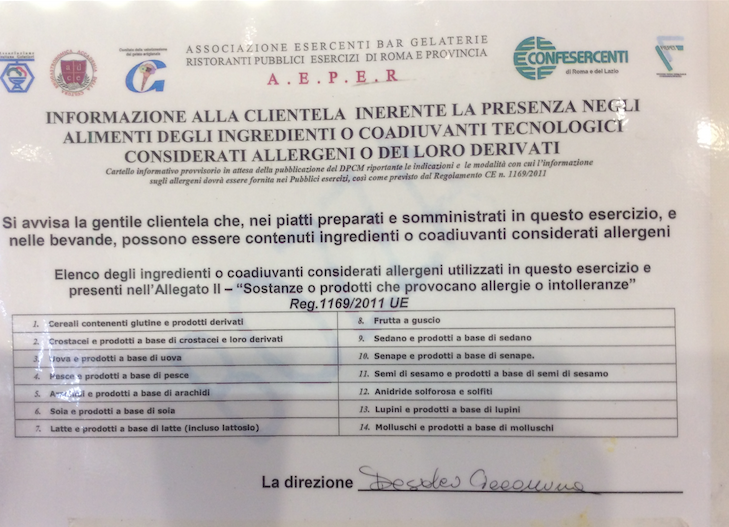 ASSOCIAZIONE ESERCENTI BAR GELATERIE
RISTORANTI PUBBLICI ESERCIZI DI ROMA E PROVINCIA
A.E.P.E.R
CONFESERCENTI
di Roma e del Lazio
INFORMAZIONE ALLA CLIENTELA INERENTE LA PRESENZA NEGLI
ALIMENTI DEGLI INGREDIENTI O COADIUVANTI TECNOLOGICI
CONSIDERATI ALLERGENI O DEI LORO DERIVATI
Cartello informativo provvisorio in attesa della pubblicazione del DPCM riportante le indicazioni e le modalità con cui l'informazione
sugli allergeni dovrà essere fornita nei Pubblici esercizi, così come previsto dal Regolamento CE n. 1169/2011
Si avvisa la gentile clientela che, nei piatti preparati e somministrati in questo esercizio, e
nelle bevande, possono essere contenuti ingredienti o coadiuvanti considerati allergeni
Elenco degli ingredienti o coadiuvanti considerati allergeni utilizzati in questo esercizio e
presenti nell'Allegato II – “Sostanze o prodotti che provocano allergie o intolleranze”
Reg.1169/2011 UE
1. Cereali contenenti glutine e prodotti derivati
2. Crostacei e prodotti a base di crostacei e loro derivati
3. Uova e prodotti a base di uova
4. Pesce e prodotti a base di pesce
5. Arachidi e prodotti a base di arachidi
6. Soia e prodotti a base di soia
7. Latte e prodotti a base di latte (incluso lattosio)
8. Frutta a guscio
9. Sedano e prodotti a base di sedano
10. Senape e prodotti a base di senape.
11. Semi di sesamo e prodotti a base di semi di sesamo
12. Anidride solforosa e solfiti
13. Lupini e prodotti a base di lupini
14. Molluschi e prodotti a base di molluschi
La direzione